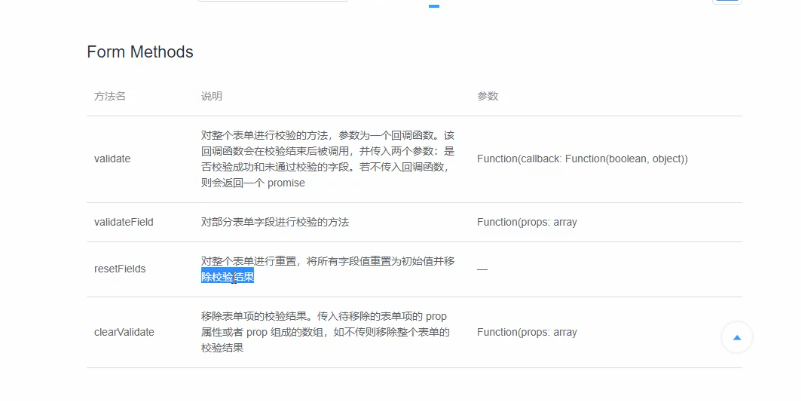 Form Methods
方法名 说明 参数
对整个表单进行校验的方法，参数为一个回调函数。该
回调函数会在校验结束后被调用，并传入两个参数：是
validate Function(callback: Function(boolean, object))
否校验成功和未通过校验的字段。若不传入回调函数，
则会返回一个 promise
validateField 对部分表单字段进行校验的方法 Function(props: array
对整个表单进行重置，将所有字段值重置为初始值并移
resetFields —
除校验结果
移除表单项的校验结果。传入待移除的表单项的 prop
clearValidate 属性或者 prop 组成的数组，如不传则移除整个表单的 Function(props: array
校验结果